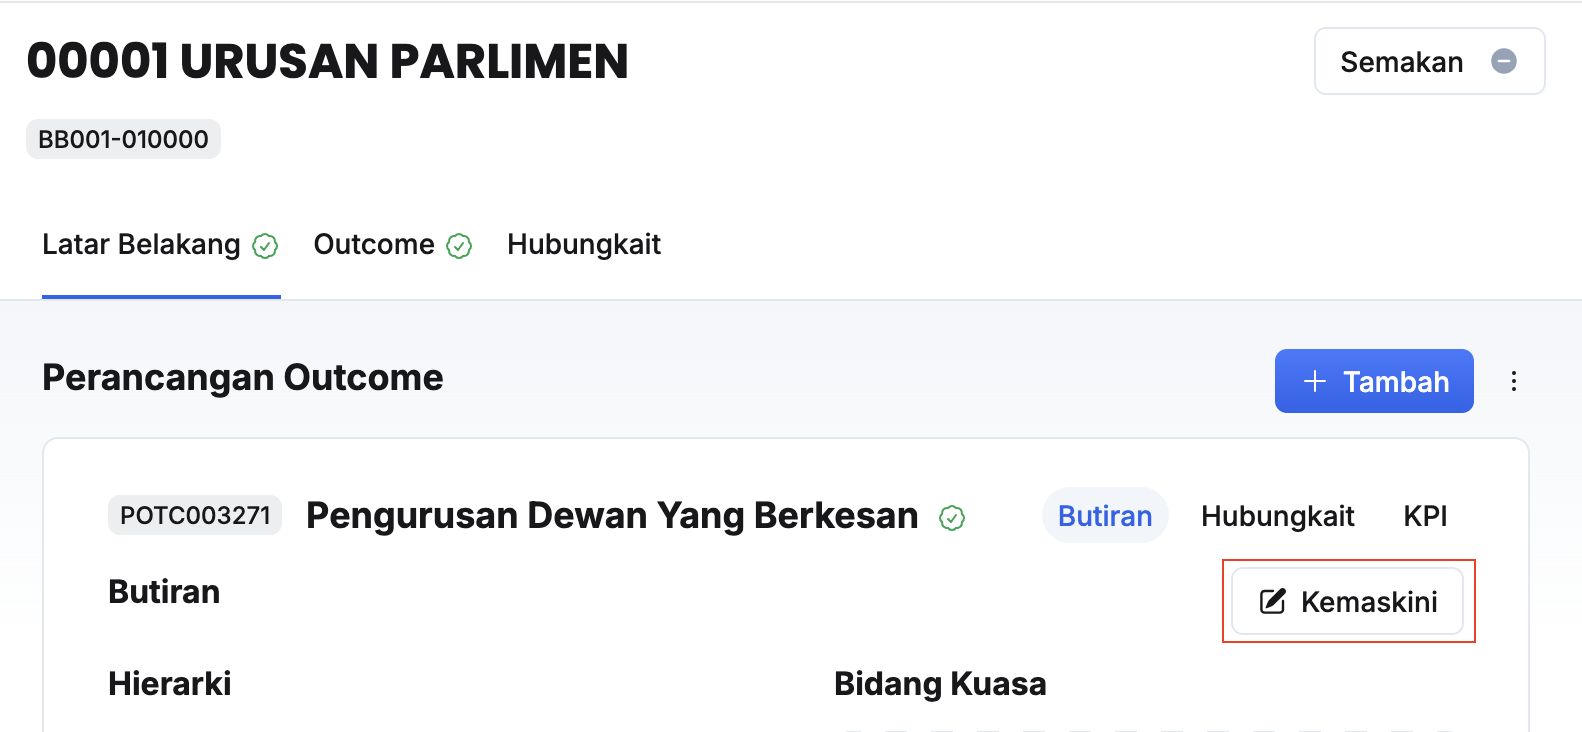 00001 URUSAN PARLIMEN
Semakan
BB001-010000
Latar Belakang Outcome Hubungkait
Perancangan Outcome
Tambah
POTC003271 Pengurusan Dewan Yang Berkesan Butiran Hubungkait KPI
Butiran
Kemaskini
Hierarki
Bidang Kuasa